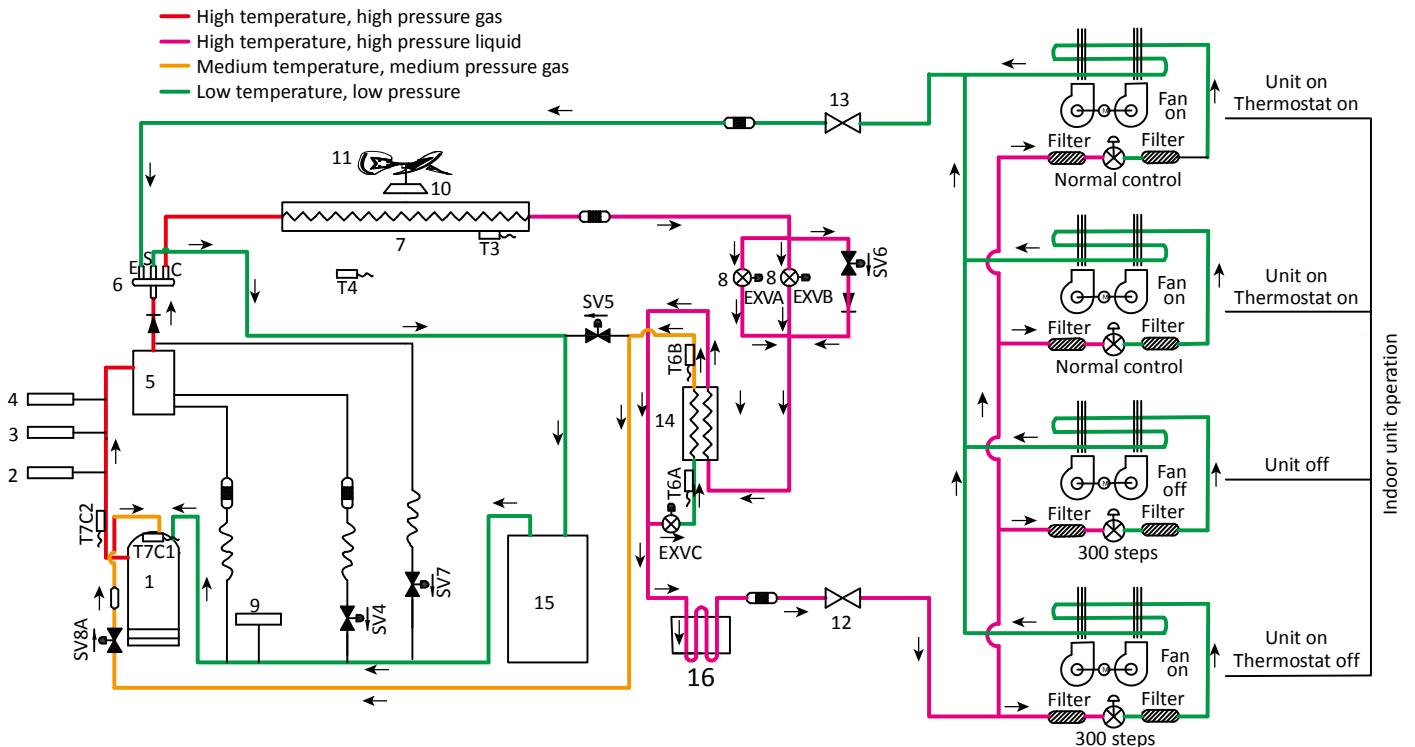 High temperature, high pressure gas
High temperature, high pressure liquid
Medium temperature, medium pressure gas
Low temperature, low pressure
13
11
10
7
T3
T4
E
S
C
6
5
4
3
2
T7C2
T7C1
1
SV8A
9
SV4
SV7
15
SV5
T6B
14
T6A
EXVC
8
EXVA
8
EXVB
SV6
16
12
Fan
on
Unit on
Thermostat on
M
Filter
Filter
Normal control
Fan
on
Unit on
Thermostat on
M
Filter
Filter
Normal control
Fan
off
Unit off
M
Filter
Filter
300 steps
Fan
on
Unit on
Thermostat off
M
Filter
Filter
300 steps
Indoor unit operation